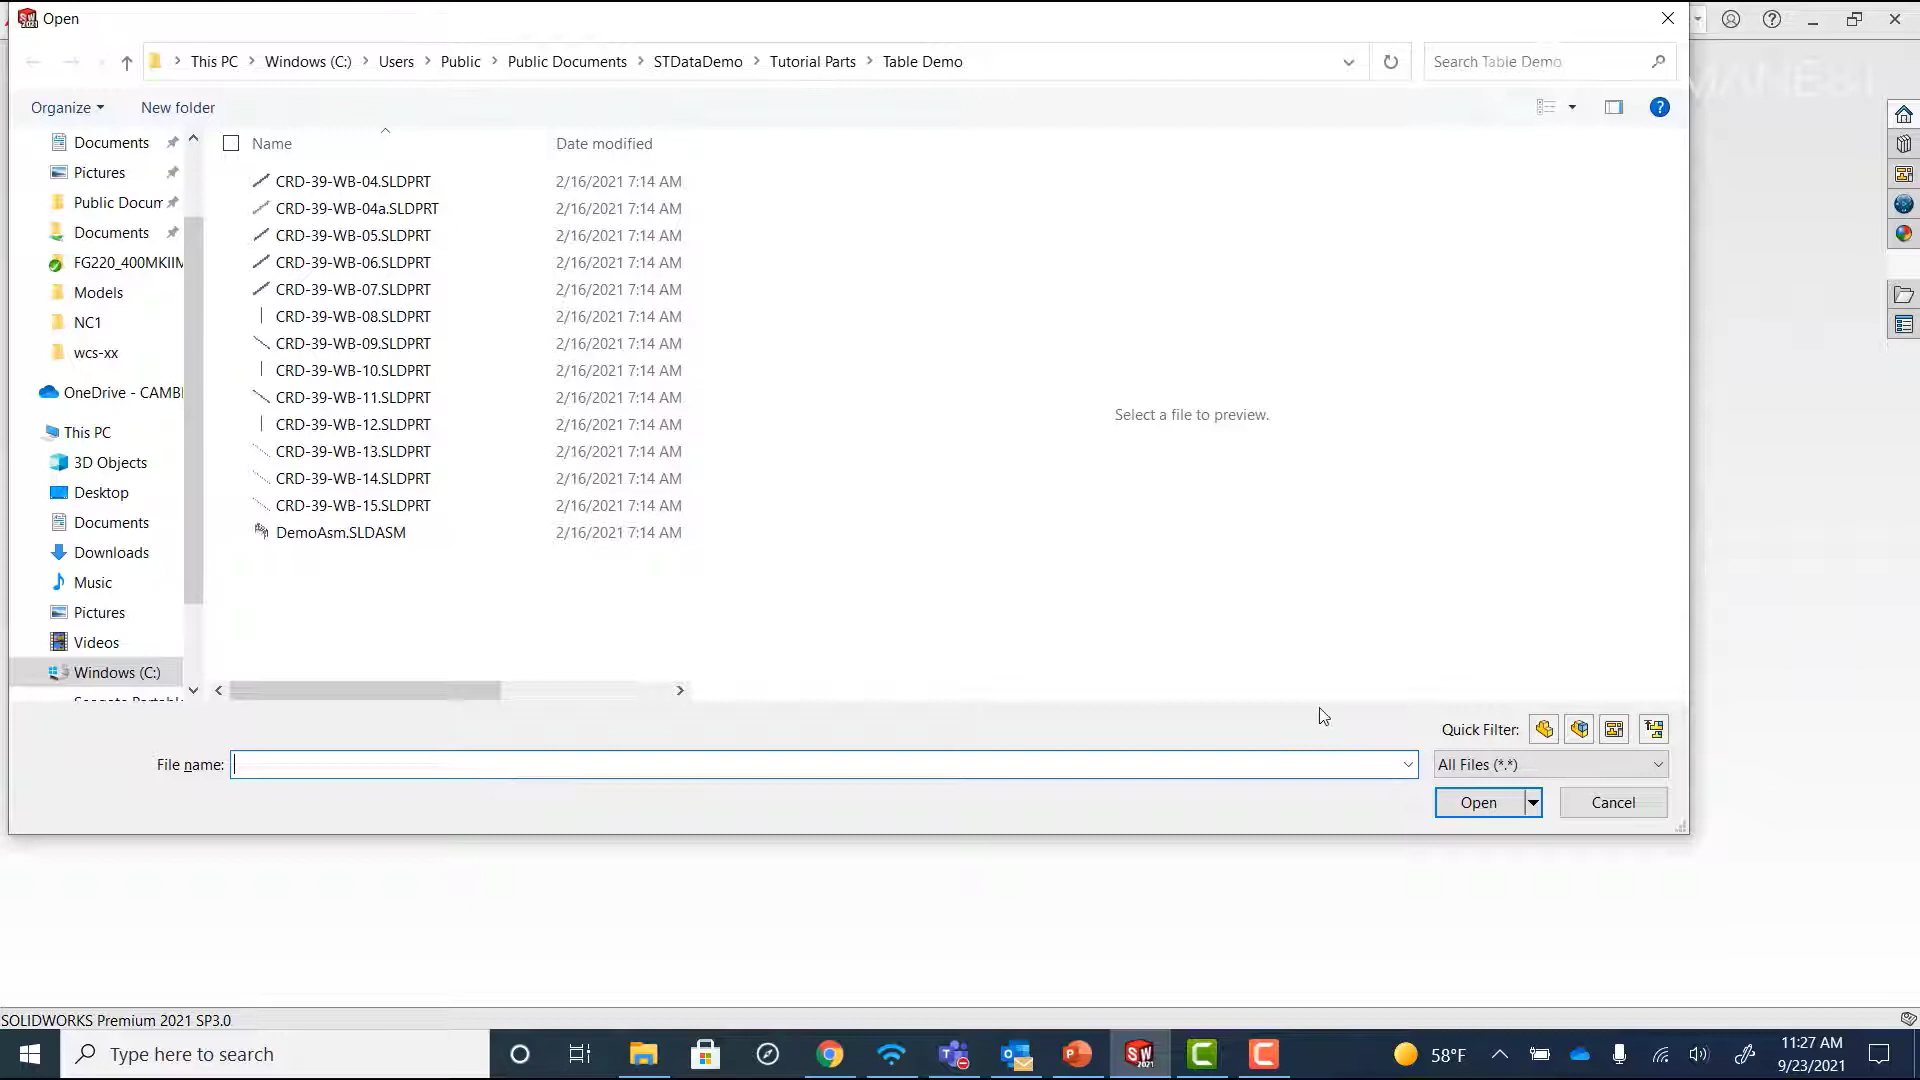 Open
This PC > Windows (C:) > Users > Public > Public Documents > STDataDemo > Tutorial Parts > Table Demo
Search Table Demo
Organize
New folder
Documents
Pictures
Public Docum
Documents
FG220_400MKIIM
Models
NC1
wcs-xx
OneDrive - CAMBI
This PC
3D Objects
Desktop
Documents
Downloads
Music
Pictures
Videos
Windows (C:)
Name Date modified
CRD-39-WB-04.SLDPRT 2/16/2021 7:14 AM
CRD-39-WB-04a.SLDPRT 2/16/2021 7:14 AM
CRD-39-WB-05.SLDPRT 2/16/2021 7:14 AM
CRD-39-WB-06.SLDPRT 2/16/2021 7:14 AM
CRD-39-WB-07.SLDPRT 2/16/2021 7:14 AM
CRD-39-WB-08.SLDPRT 2/16/2021 7:14 AM
CRD-39-WB-09.SLDPRT 2/16/2021 7:14 AM
CRD-39-WB-10.SLDPRT 2/16/2021 7:14 AM
CRD-39-WB-11.SLDPRT 2/16/2021 7:14 AM
CRD-39-WB-12.SLDPRT 2/16/2021 7:14 AM
CRD-39-WB-13.SLDPRT 2/16/2021 7:14 AM
CRD-39-WB-14.SLDPRT 2/16/2021 7:14 AM
CRD-39-WB-15.SLDPRT 2/16/2021 7:14 AM
DemoAsm.SLDASM 2/16/2021 7:14 AM
Select a file to preview.
Quick Filter:
File name:
All Files (*.*)
Open
Cancel
SOLIDWORKS Premium 2021 SP3.0
Type here to search
58°F
11:27 AM
9/23/2021